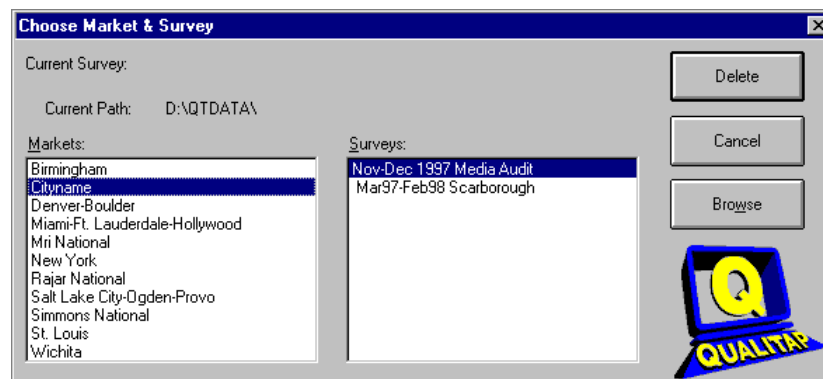 Choose Market & Survey
Current Survey:
Current Path: D:\QTDATA\
Markets:
Birmingham
Cityname
Denver-Boulder
Miami-Ft. Lauderdale-Hollywood
Mri National
New York
Rajar National
Salt Lake City-Ogden-Provo
Simmons National
St. Louis
Wichita
Surveys:
Nov-Dec 1997 Media Audit
Mar97-Feb98 Scarborough
Delete
Cancel
Browse
Q
QUALITAP